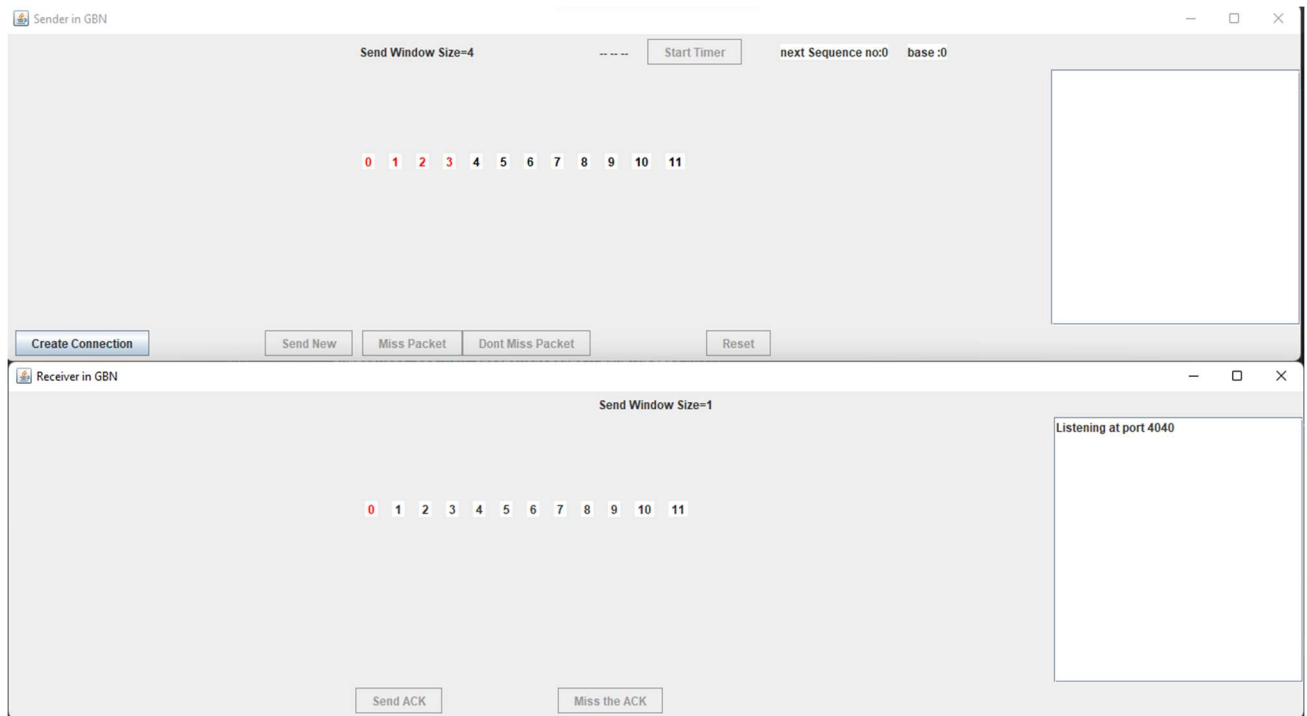 Sender in GBN
Send Window Size=4 -- -- -- Start Timer next Sequence no:0 base :0
0 1 2 3 4 5 6 7 8 9 10 11
Create Connection Send New Miss Packet Dont Miss Packet Reset
Receiver in GBN
Send Window Size=1
Listening at port 4040
0 1 2 3 4 5 6 7 8 9 10 11
Send ACK Miss the ACK